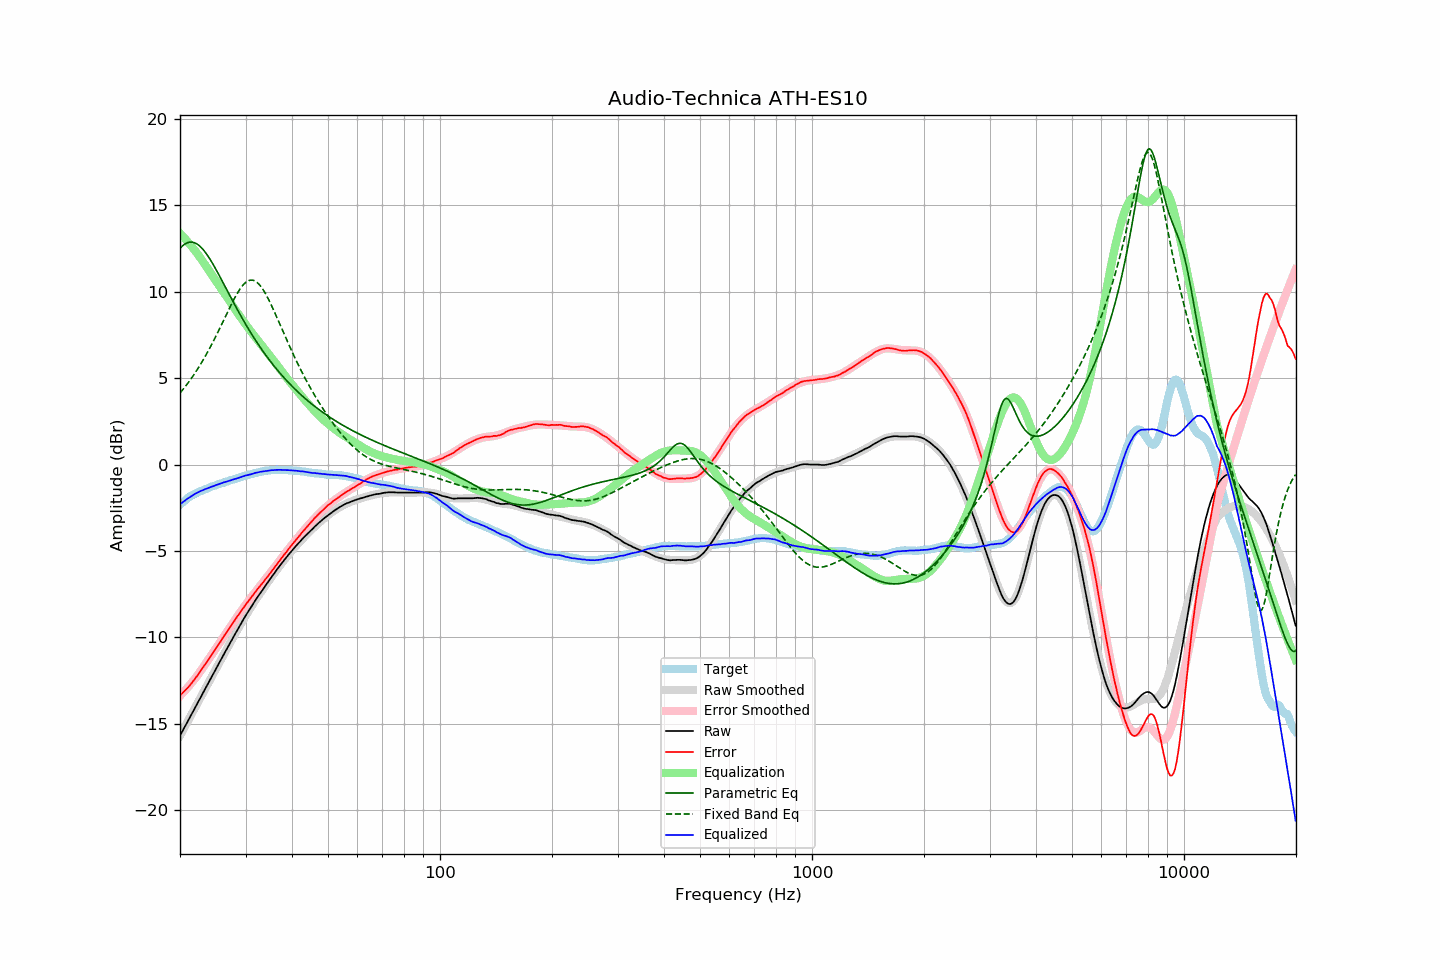 Audio-Technica ATH-ES10
20
15
10
5
0
−5
−10
−15
−20
Amplitude (dBr)
Target
Raw Smoothed
Error Smoothed
Raw
Error
Equalization
Parametric Eq
Fixed Band Eq
Equalized
100
1000
10000
Frequency (Hz)